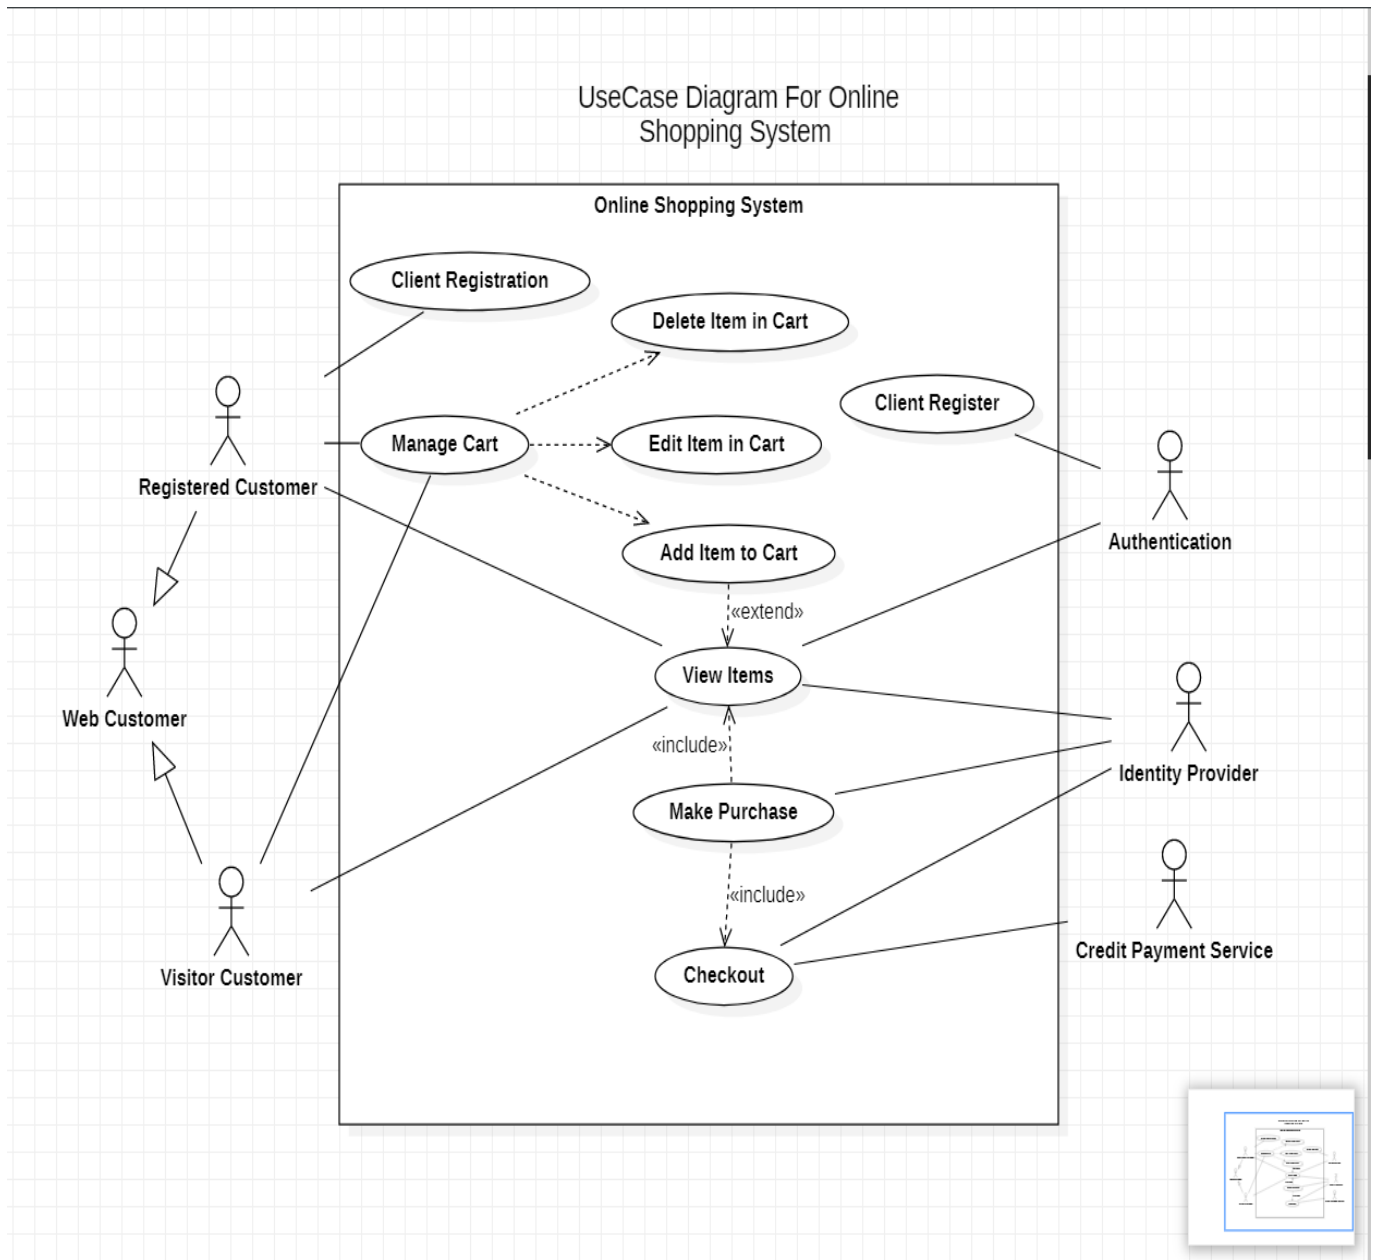 UseCase Diagram For Online
Shopping System
Online Shopping System
Client Registration
Delete Item in Cart
Client Register
Manage Cart
Edit Item in Cart
Registered Customer
Authentication
Add Item to Cart
«extend»
View Items
Web Customer
«include»
Identity Provider
Make Purchase
«include»
Credit Payment Service
Visitor Customer
Checkout